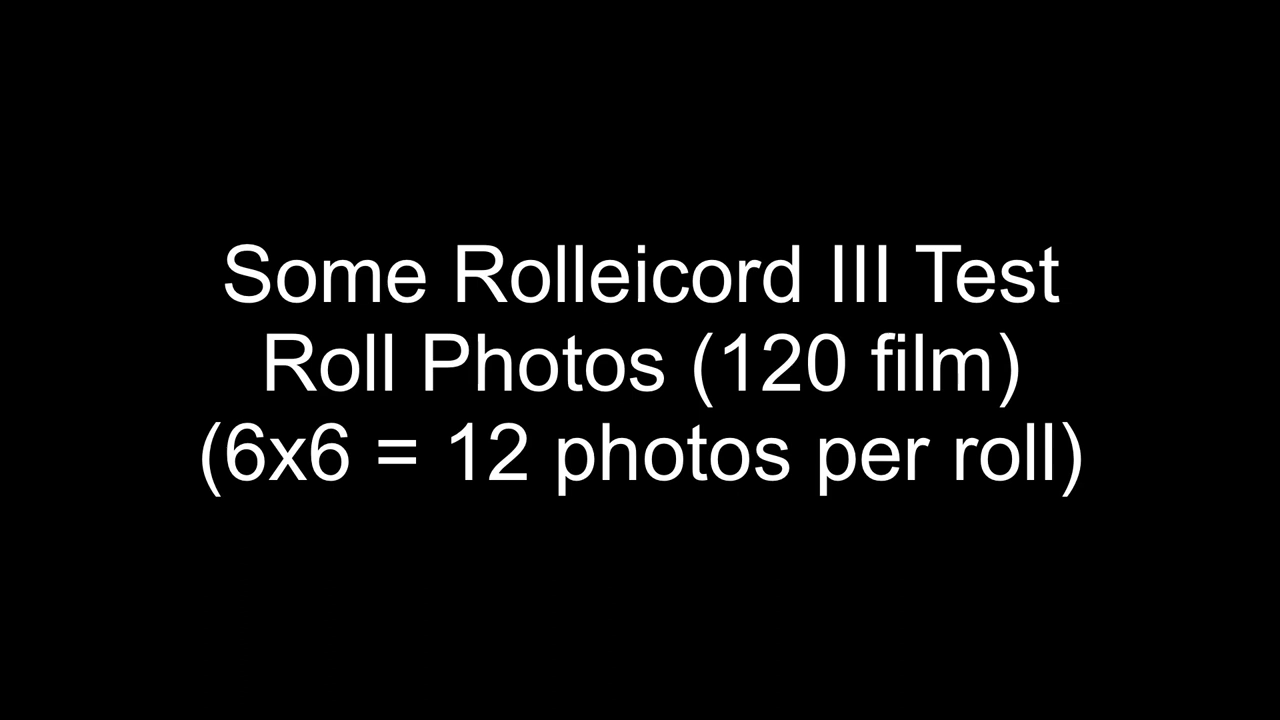 Some Rolleicord III Test
Roll Photos (120 film)
(6x6 = 12 photos per roll)